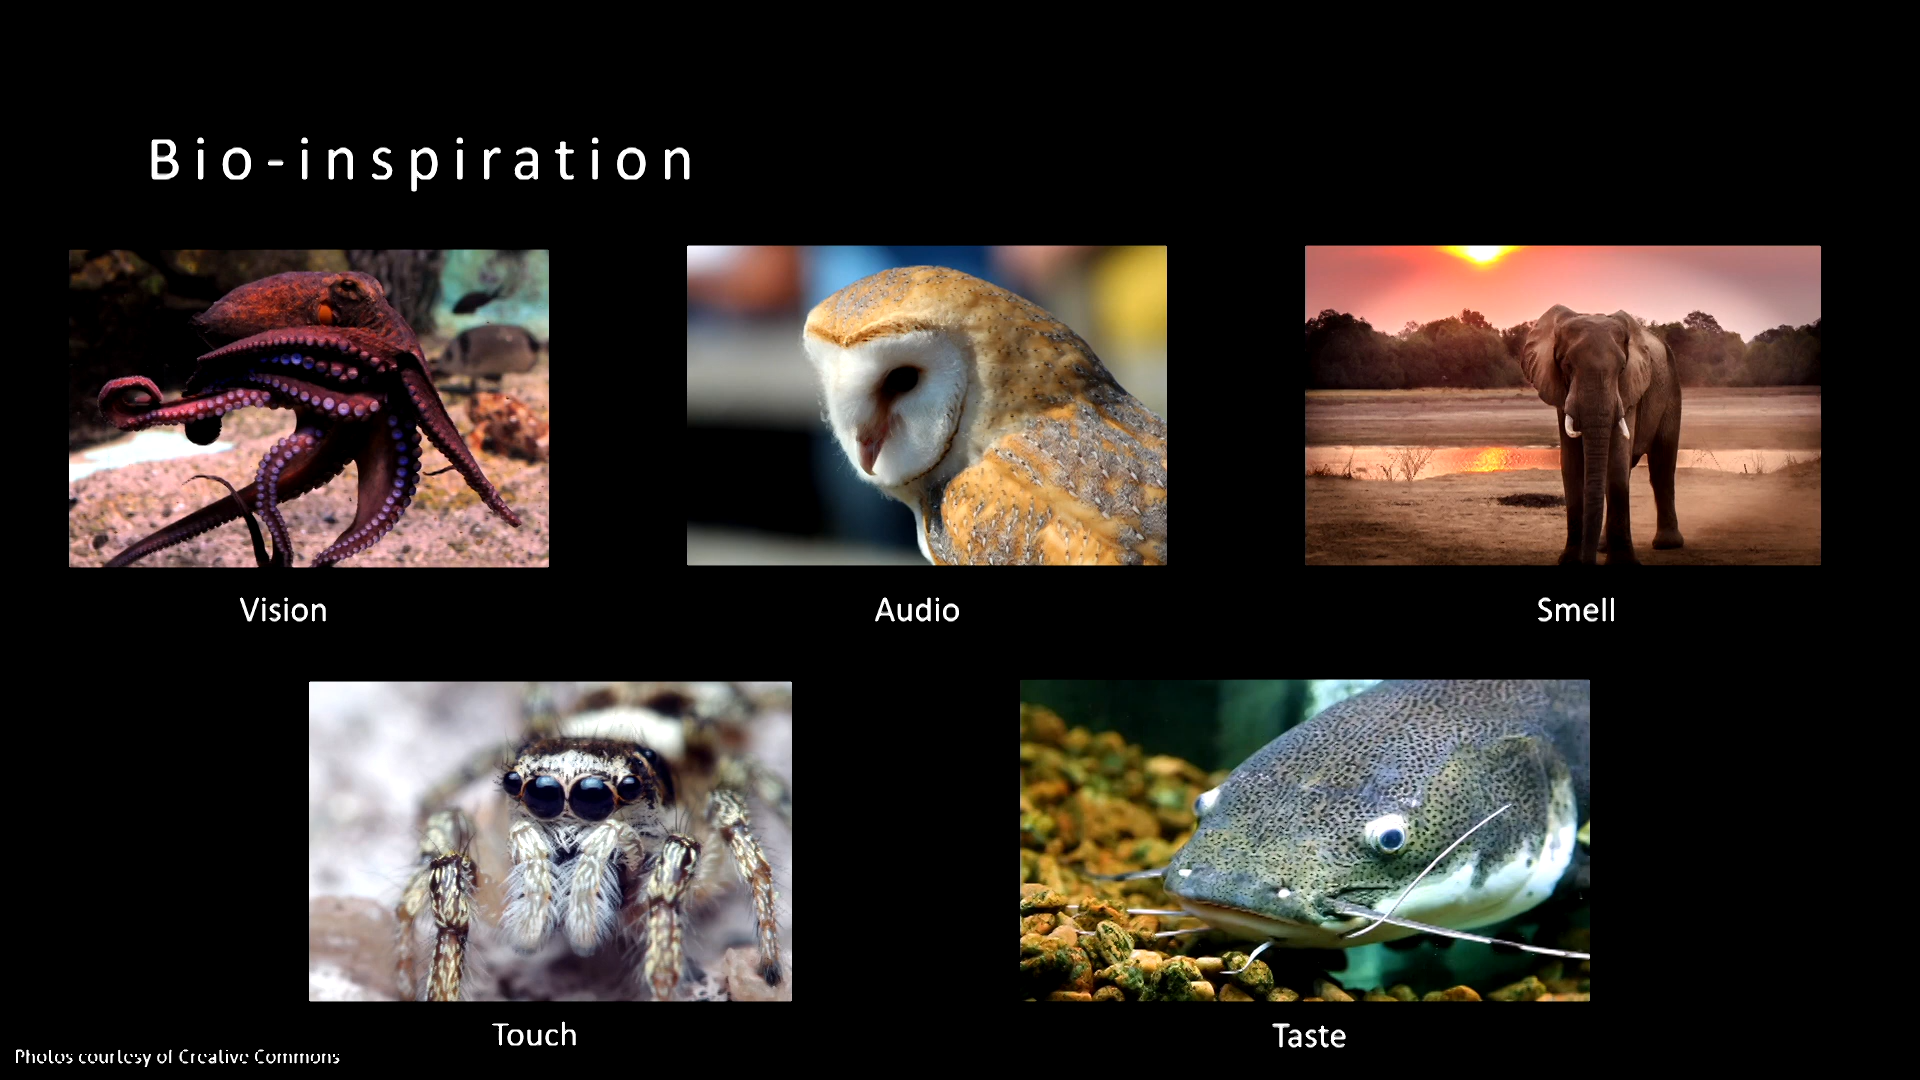 Bio-inspiration
Vision
Audio
Smell
Touch
Taste
Photos courtesy of Creative Commons